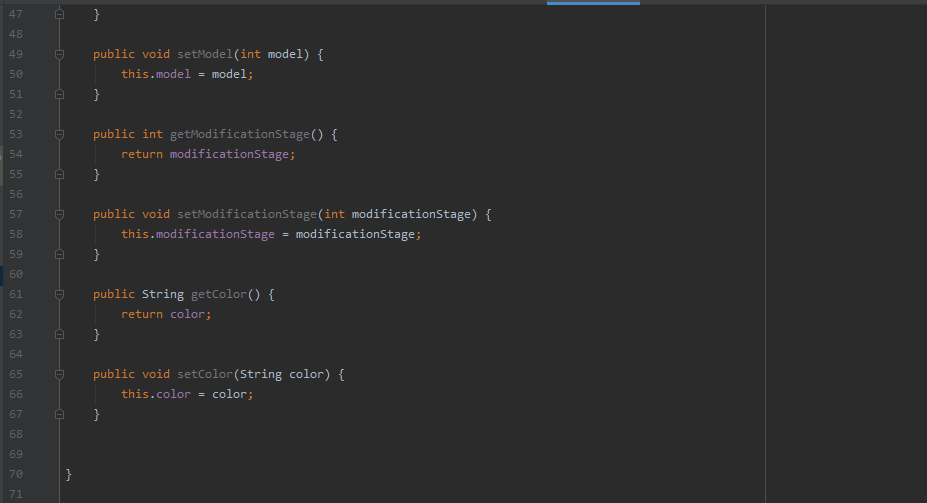 47 }
48
49 public void setModel(int model) {
50 this.model = model;
51 }
52
53 public int getModificationStage() {
54 return modificationStage;
55 }
56
57 public void setModificationStage(int modificationStage) {
58 this.modificationStage = modificationStage;
59 }
60
61 public String getColor() {
62 return color;
63 }
64
65 public void setColor(String color) {
66 this.color = color;
67 }
68
69
70 }
71